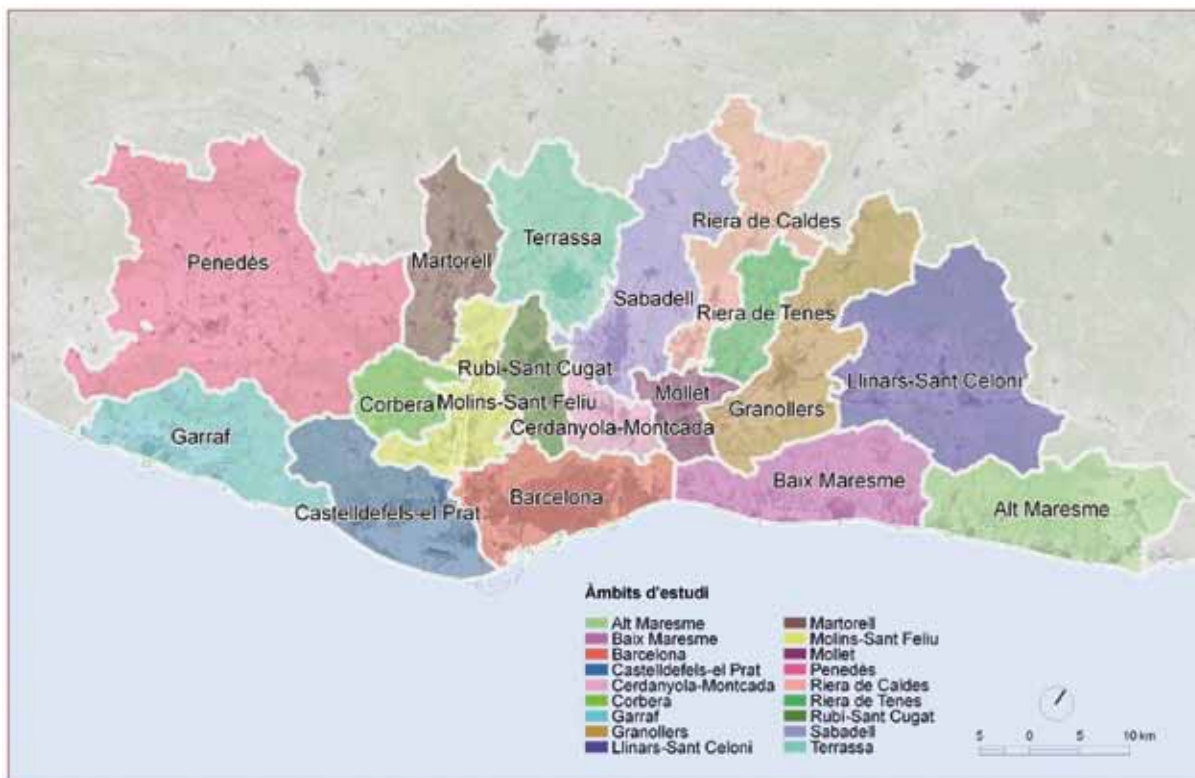 Riera de Caldes
Terrassa
Penedès
Martorell
Sabadell
Riera de Tenes
Rubí-Sant Cugat
Llinars-Sant Celoni
Mollet
Corbera
Molins-Sant Feliu
Granollers
Cerdanyola-Montcada
Garraf
Baix Maresme
Barcelona
Castelldefels-el Prat
Alt Maresme
Àmbits d'estudi
Alt Maresme
Baix Maresme
Barcelona
Castelldefels-el Prat
Cerdanyola-Montcada
Corbera
Garraf
Granollers
Llinars-Sant Celoni
Martorell
Molins-Sant Feliu
Mollet
Penedès
Riera de Caldes
Riera de Tenes
Rubí-Sant Cugat
Sabadell
Terrassa
5 0 5 10 km